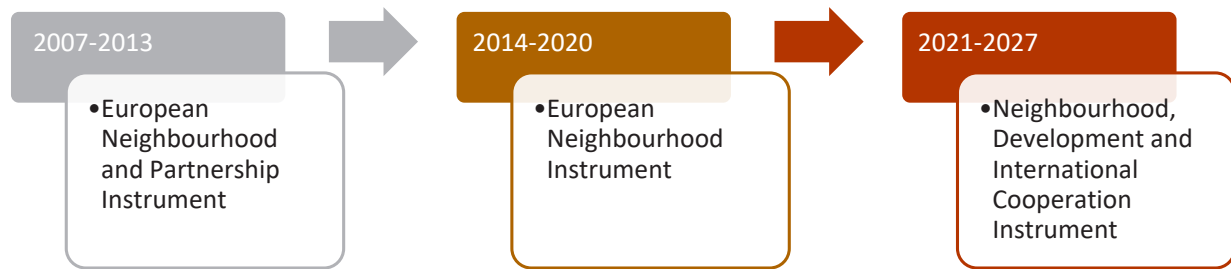 2007-2013
•European
Neighbourhood
and Partnership
Instrument
2014-2020
•European
Neighbourhood
Instrument
2021-2027
•Neighbourhood,
Development and
International
Cooperation
Instrument